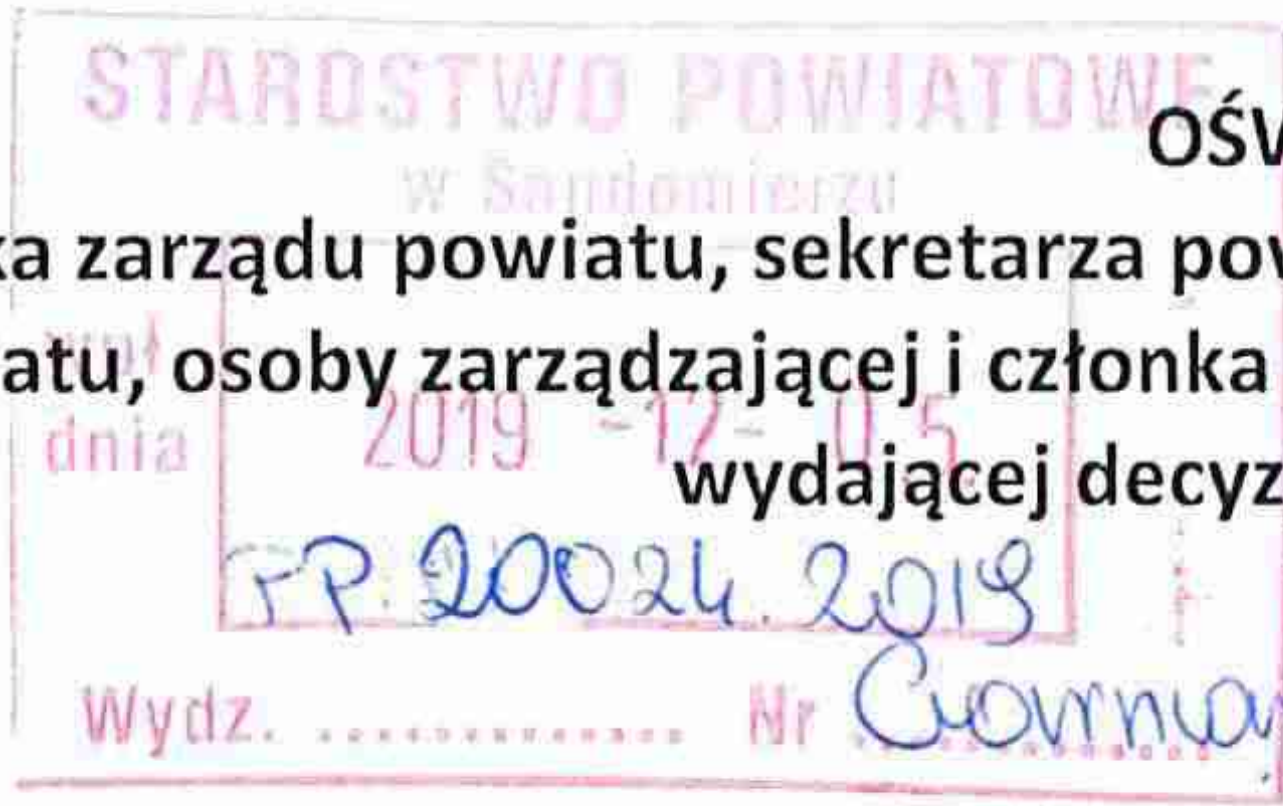 STAROSTWO POWIATOWE
OŚW
w Sandomierzu
ka zarządu powiatu, sekretarza pow
atu, osoby zarządzającej i członka
dnia 2019 -12- 05
wydającej decyz
20024.2019
Wydz. ............. Nr